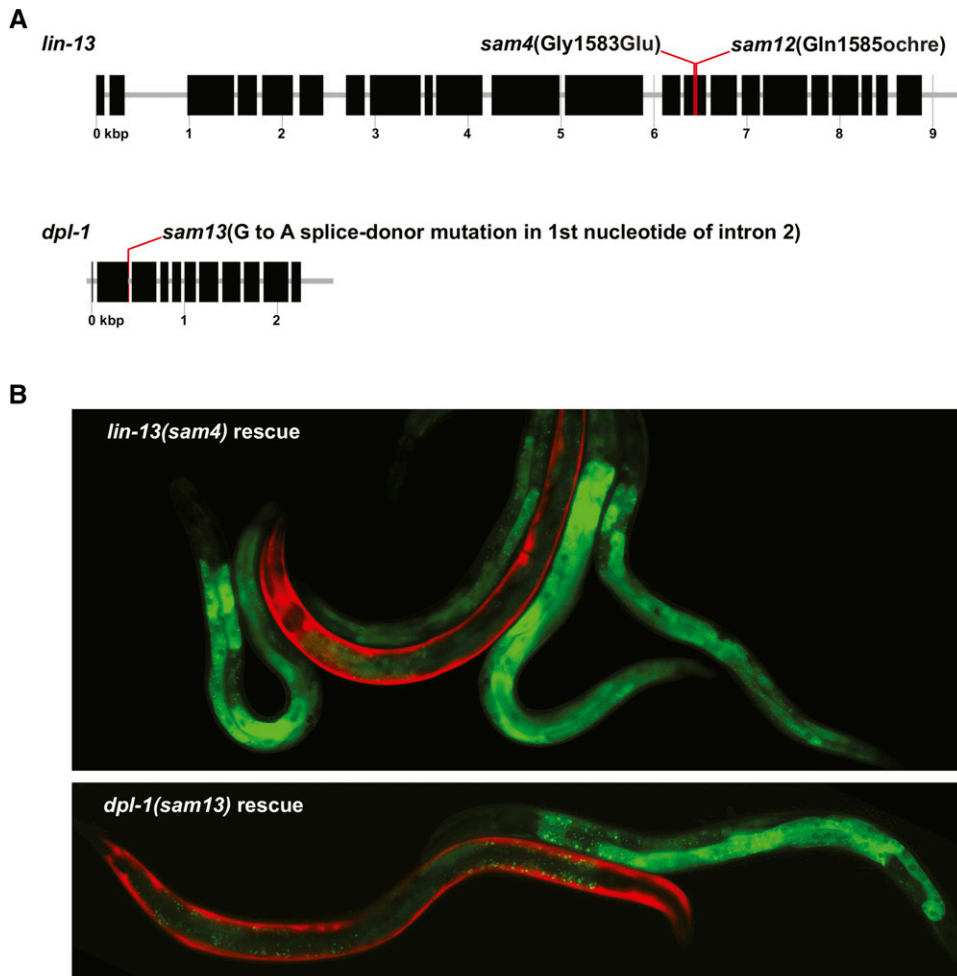 A
lin-13
sam4(Gly1583Glu)
sam12(Gln1585ochre)
0 kbp 1 2 3 4 5 6 7 8 9
dpl-1
sam13(G to A splice-donor mutation in 1st nucleotide of intron 2)
0 kbp 1 2
B
lin-13(sam4) rescue
dpl-1(sam13) rescue